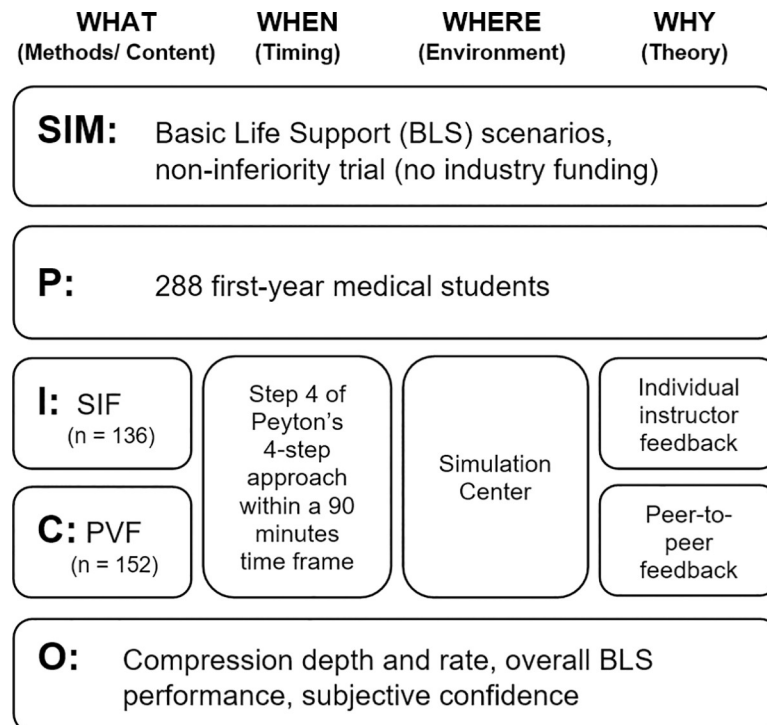 WHAT
(Methods/ Content)
WHEN
(Timing)
WHERE
(Environment)
WHY
(Theory)
SIM: Basic Life Support (BLS) scenarios,
non-inferiority trial (no industry funding)
P: 288 first-year medical students
I: SIF
(n = 136)
C: PVF
(n = 152)
Step 4 of
Peyton's
4-step
approach
within a 90
minutes
time frame
Simulation
Center
Individual
instructor
feedback
Peer-to-
peer
feedback
O: Compression depth and rate, overall BLS
performance, subjective confidence